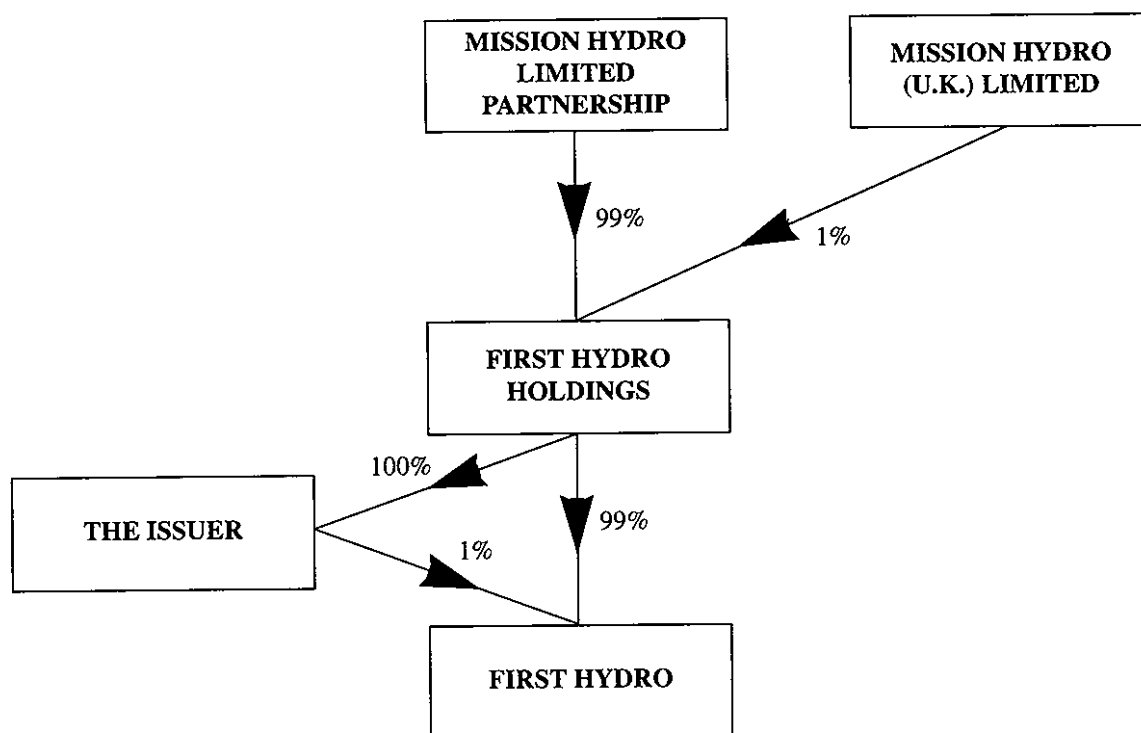 MISSION HYDRO
LIMITED
PARTNERSHIP
MISSION HYDRO
(U.K.) LIMITED
99%
1%
FIRST HYDRO
HOLDINGS
100%
99%
THE ISSUER
1%
FIRST HYDRO